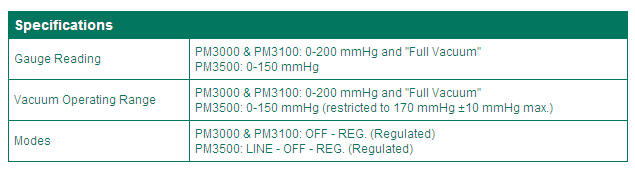 Specifications
Gauge Reading
PM3000 & PM3100: 0-200 mmHg and "Full Vacuum"
PM3500: 0-150 mmHg
Vacuum Operating Range
PM3000 & PM3100: 0-200 mmHg and "Full Vacuum"
PM3500: 0-150 mmHg (restricted to 170 mmHg ±10 mmHg max.)
Modes
PM3000 & PM3100: OFF - REG. (Regulated)
PM3500: LINE - OFF - REG. (Regulated)